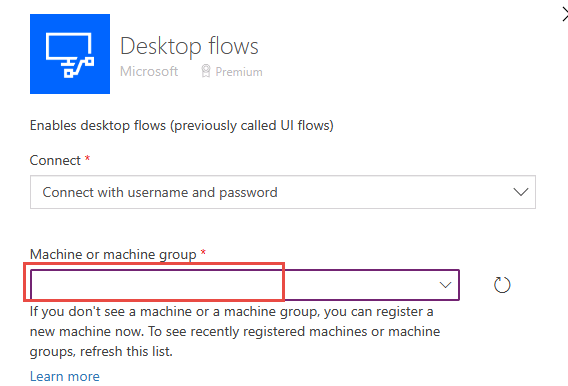 Desktop flows
Microsoft Premium
Enables desktop flows (previously called UI flows)
Connect *
Connect with username and password
Machine or machine group *
If you don't see a machine or a machine group, you can register a
new machine now. To see recently registered machines or machine
groups, refresh this list.
Learn more